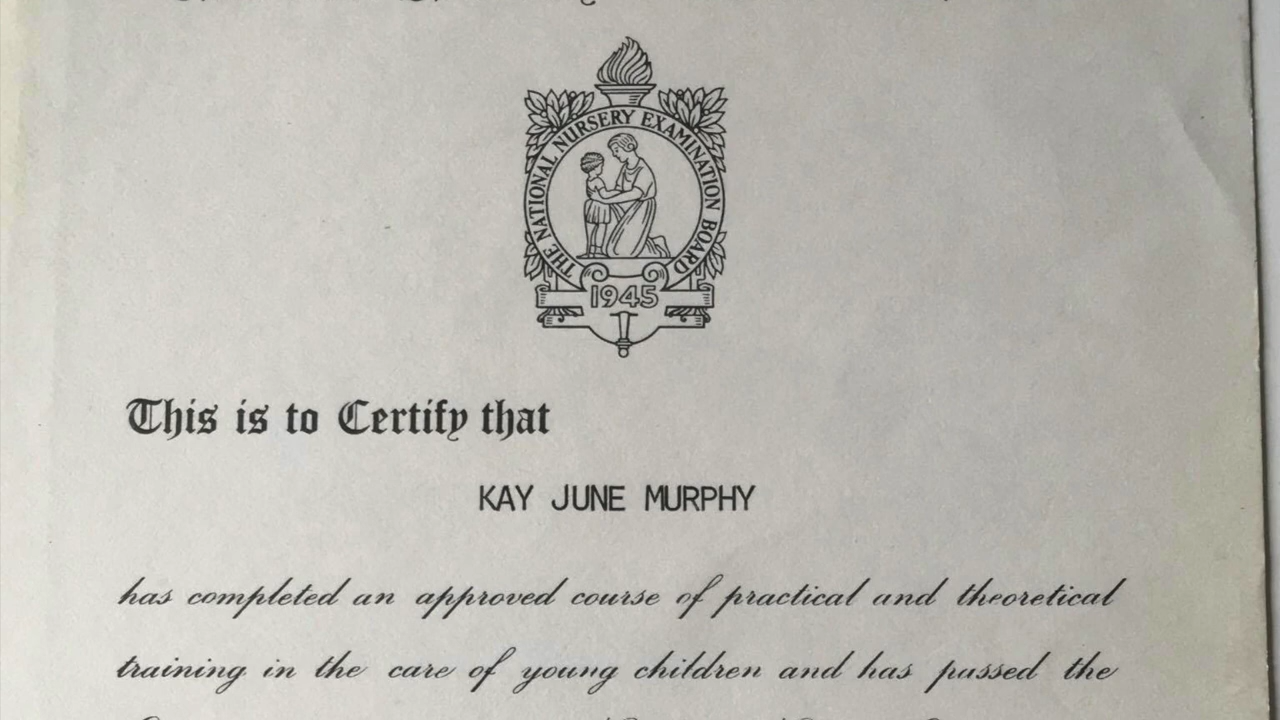 THE NATIONAL NURSERY EXAMINATION BOARD
1945
This is to Certify that
KAY JUNE MURPHY
has completed an approved course of practical and theoretical
training in the care of young children and has passed the